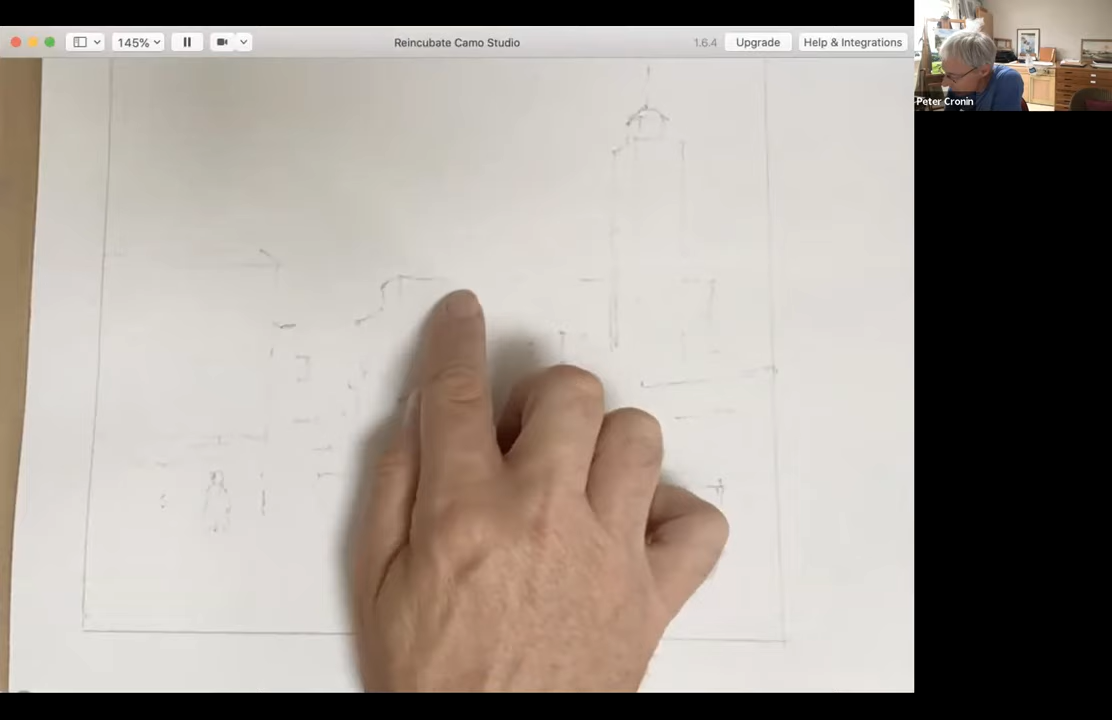 145%
Reincubate Camo Studio
1.6.4
Upgrade
Help & Integrations
Peter Cronin